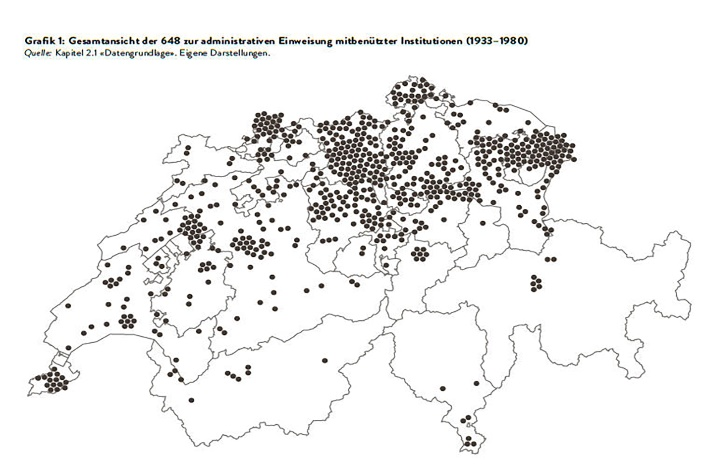 Grafik 1: Gesamtansicht der 648 zur administrativen Einweisung mitbenützter Institutionen (1933–1980)
Quelle: Kapitel 2.1 «Datengrundlage». Eigene Darstellungen.